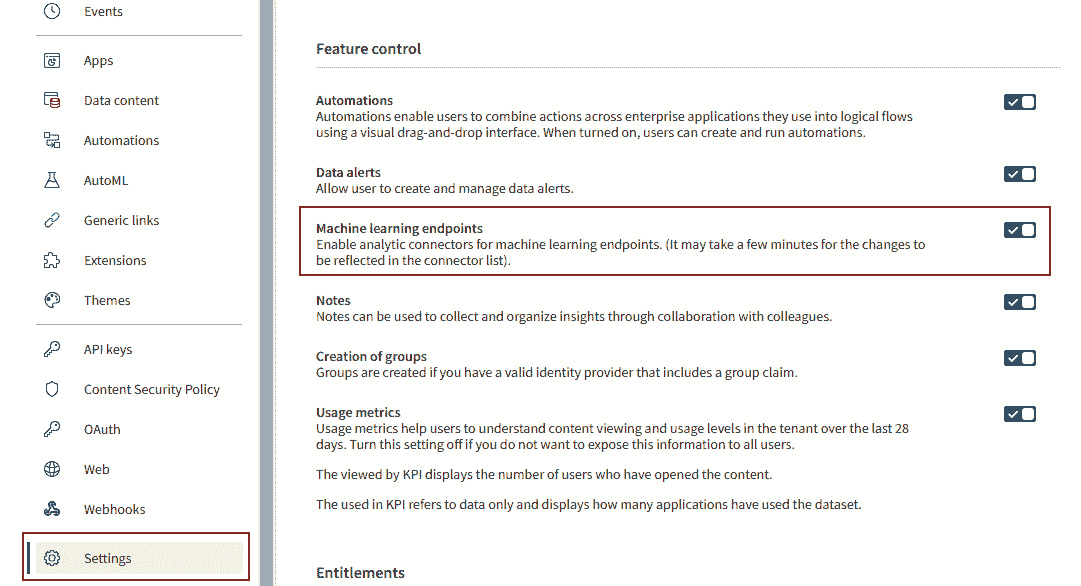 Events
Apps
Data content
Automations
AutoML
Generic links
Extensions
Themes
API keys
Content Security Policy
OAuth
Web
Webhooks
Settings
Feature control
Automations
Automations enable users to combine actions across enterprise applications they use into logical flows
using a visual drag-and-drop interface. When turned on, users can create and run automations.
Data alerts
Allow user to create and manage data alerts.
Machine learning endpoints
Enable analytic connectors for machine learning endpoints. (It may take a few minutes for the changes to
be reflected in the connector list).
Notes
Notes can be used to collect and organize insights through collaboration with colleagues.
Creation of groups
Groups are created if you have a valid identity provider that includes a group claim.
Usage metrics
Usage metrics help users to understand content viewing and usage levels in the tenant over the last 28
days. Turn this setting off if you do not want to expose this information to all users.
The viewed by KPI displays the number of users who have opened the content.
The used in KPI refers to data only and displays how many applications have used the dataset.
Entitlements